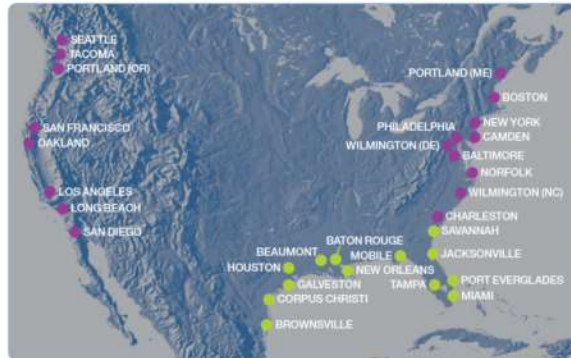 SEATTLE
TACOMA
PORTLAND (OR)
SAN FRANCISCO
OAKLAND
LOS ANGELES
LONG BEACH
SAN DIEGO
PORTLAND (ME)
BOSTON
NEW YORK
PHILADELPHIA
CAMDEN
WILMINGTON (DE)
BALTIMORE
NORFOLK
WILMINGTON (NC)
CHARLESTON
SAVANNAH
JACKSONVILLE
BATON ROUGE
BEAUMONT
MOBILE
HOUSTON
NEW ORLEANS
GALVESTON
TAMPA
PORT EVERGLADES
MIAMI
CORPUS CHRISTI
BROWNSVILLE